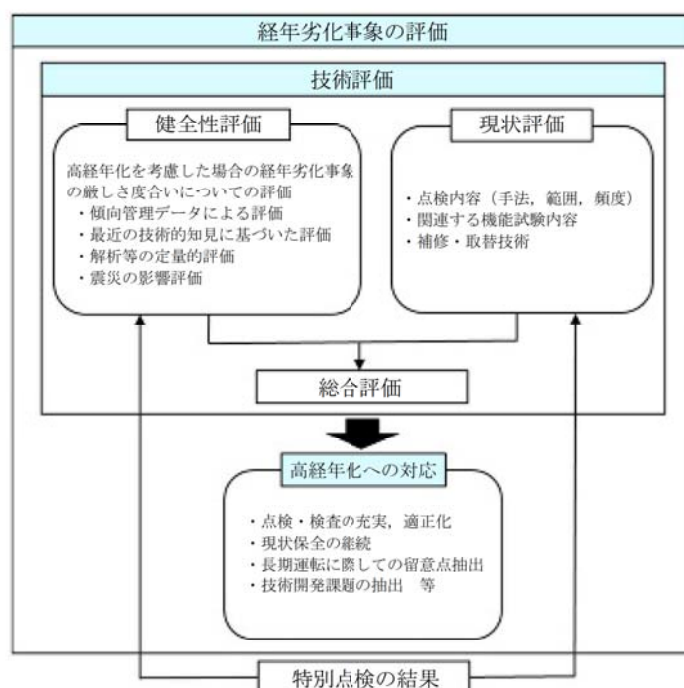 経年劣化事象の評価
技術評価
健全性評価
高経年化を考慮した場合の経年劣化事象
の厳しさ度合いについての評価
・傾向管理データによる評価
・最近の技術的知見に基づいた評価
・解析等の定量的評価
・震災の影響評価
現状評価
・点検内容（手法，範囲，頻度）
・関連する機能試験内容
・補修・取替技術
総合評価
高経年化への対応
・点検・検査の充実，適正化
・現状保全の継続
・長期運転に際しての留意点抽出
・技術開発課題の抽出　等
特別点検の結果